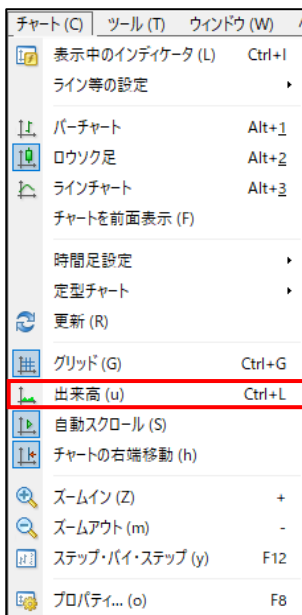 チャート (C) ツール (T) ウィンドウ (W)
表示中のインディケータ (L) Ctrl+I
ライン等の設定
バーチャート Alt+1
ロウソク足 Alt+2
ラインチャート Alt+3
チャートを前面表示 (F)
時間足設定
定型チャート
更新 (R)
グリッド (G) Ctrl+G
出来高 (u) Ctrl+L
自動スクロール (S)
チャートの右端移動 (h)
ズームイン (Z) +
ズームアウト (m) -
ステップ・バイ・ステップ (y) F12
プロパティ... (o) F8